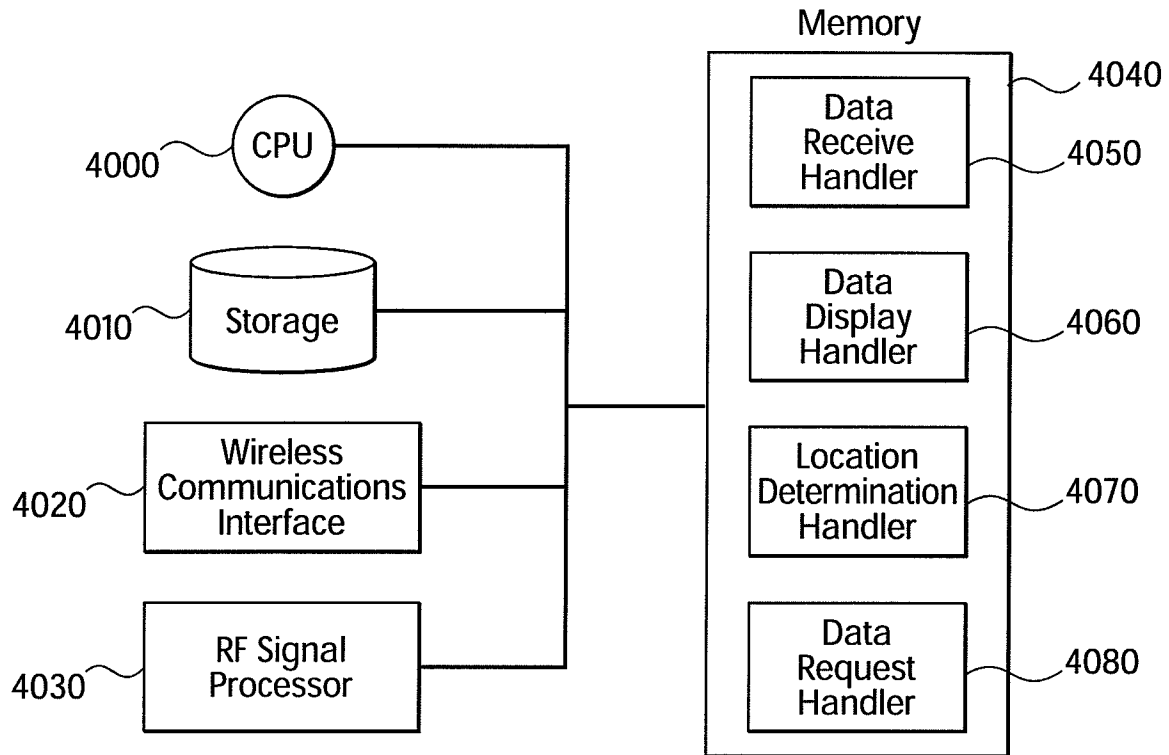 Memory
4040
Data
Receive
Handler
4050
CPU
4000
Data
Display
Handler
4060
Storage
4010
Wireless
Communications
Interface
4020
Location
Determination
Handler
4070
RF Signal
Processor
4030
Data
Request
Handler
4080